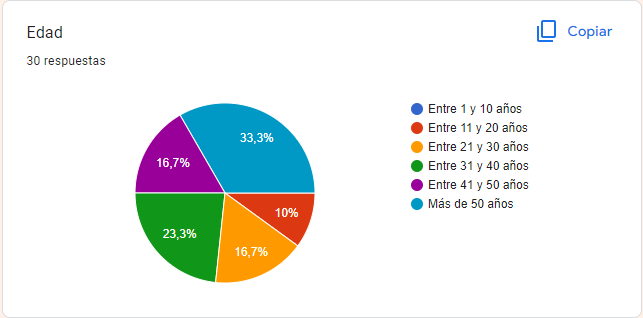 Edad
Copiar
30 respuestas
33,3%
16,7%
10%
23,3%
16,7%
Entre 1 y 10 años
Entre 11 y 20 años
Entre 21 y 30 años
Entre 31 y 40 años
Entre 41 y 50 años
Más de 50 años